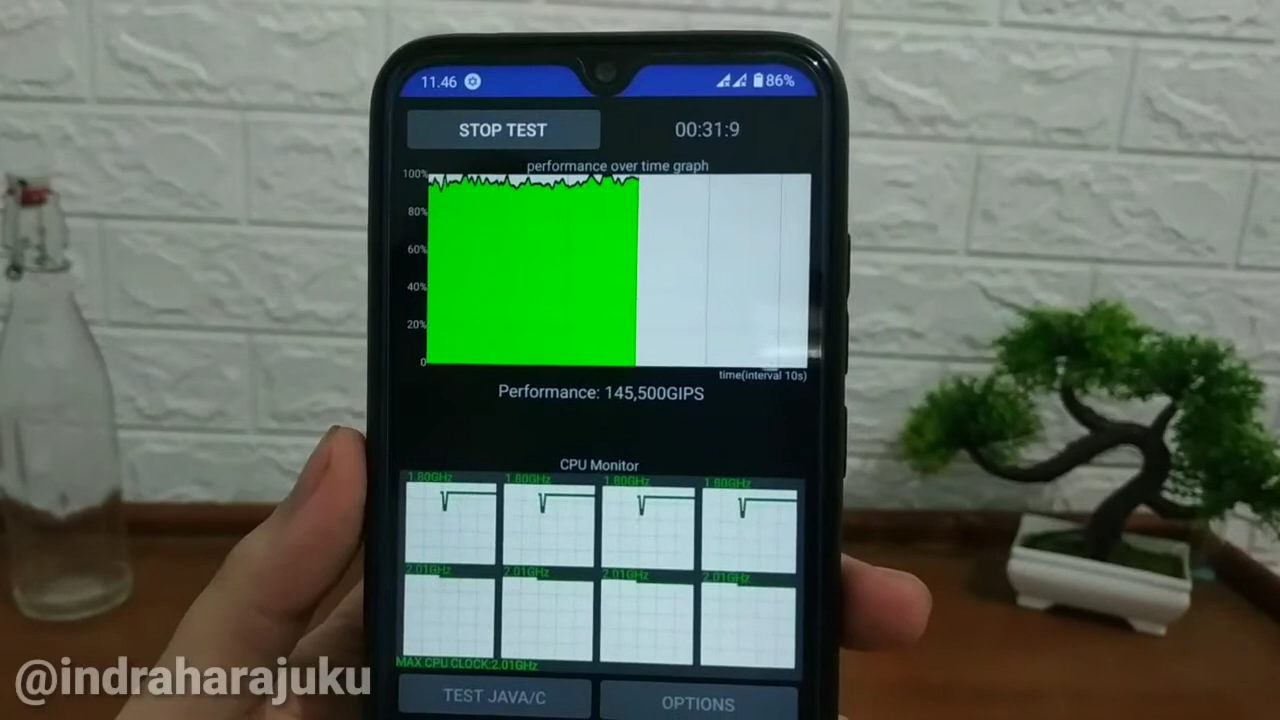 11.46 86%
STOP TEST 00:31:9
performance over time graph
100%
80%
60%
40%
20%
0
time(interval 10s)
Performance: 145,500GIPS
CPU Monitor
1.80GHz 1.80GHz 1.80GHz 1.80GHz
2.01GHz 2.01GHz 2.01GHz 2.01GHz
MAX CPU CLOCK:2.01GHz
TEST JAVA/C OPTIONS
@indraharajuku